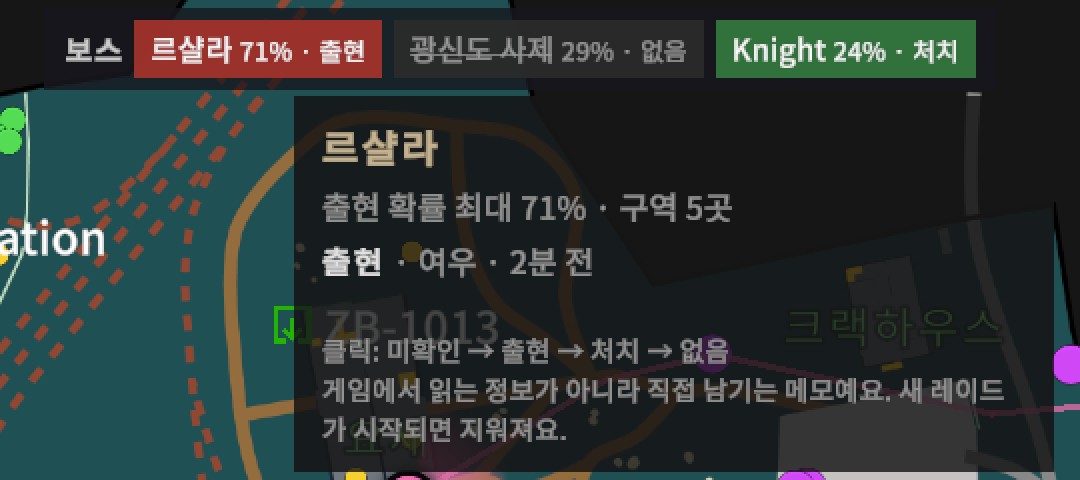 보스 르샬라 71% · 출현 광신도 사제 29% · 없음 Knight 24% · 처치
르샬라
출현 확률 최대 71% · 구역 5곳
ation
출현 · 여우 · 2분 전
ZB-1013
크랙하우스
클릭: 미확인 → 출현 → 처치 → 없음
게임에서 읽는 정보가 아니라 직접 남기는 메모예요. 새 레이드
가 시작되면 지워져요.